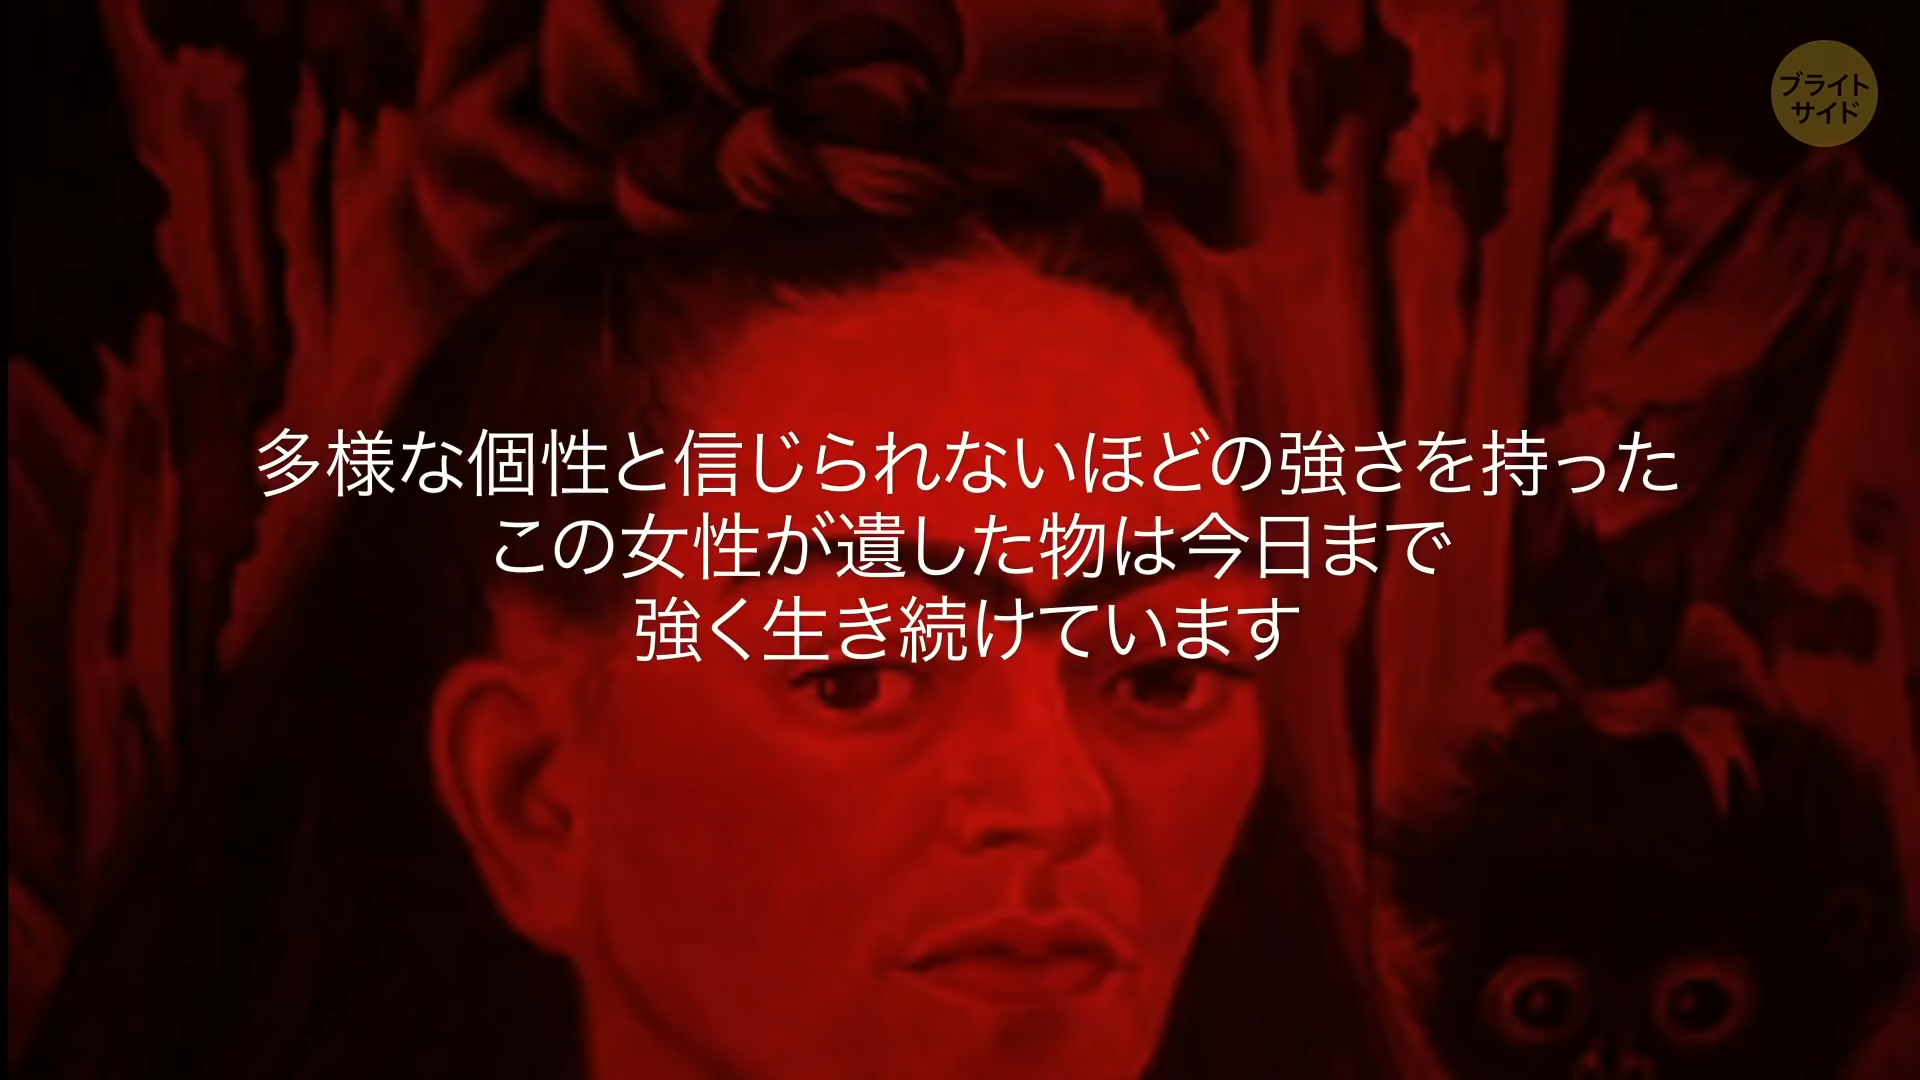 ブライト
サイド
多様な個性と信じられないほどの強さを持った
この女性が遺した物は今日まで
強く生き続けています